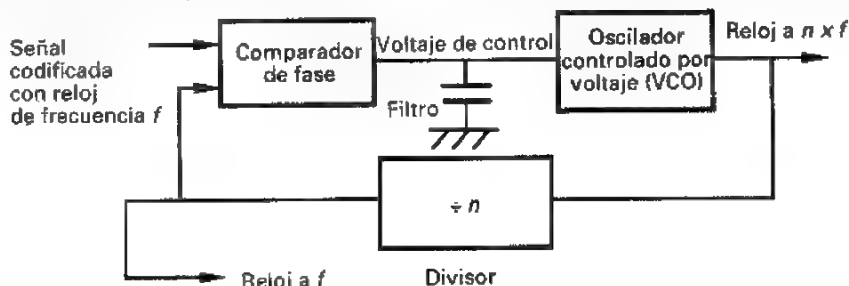 Señal
codificada
con reloj
de frecuencia f
Comparador
de fase
Voltaje de control
Filtro
Oscilador
controlado por
voltaje (VCO)
Reloj a n x f
÷ n
Reloj a f
Divisor